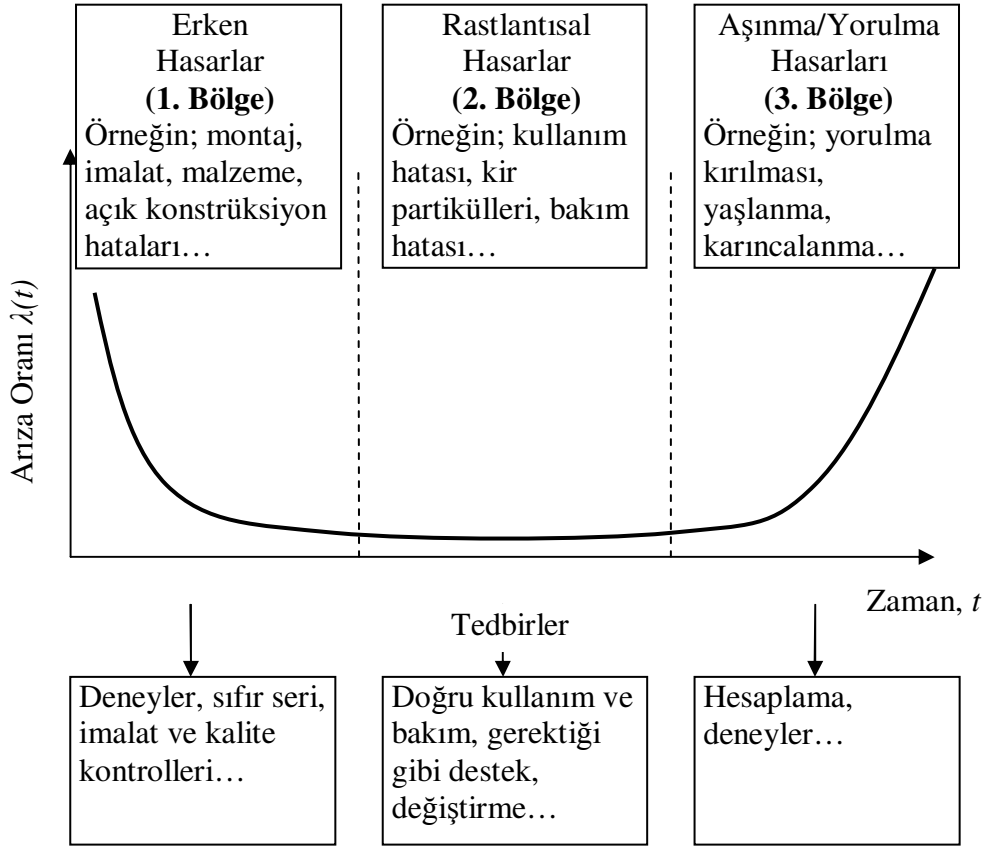 Erken
Hasarlar
(1. Bölge)
Örneğin; montaj,
imalat, malzeme,
açık konstrüksiyon
hataları…
Rastlantısal
Hasarlar
(2. Bölge)
Örneğin; kullanım
hatası, kir
partikülleri, bakım
hatası…
Aşınma/Yorulma
Hasarları
(3. Bölge)
Örneğin; yorulma
kırılması,
yaşlanma,
karıncalanma…
Arıza Oranı λ(t)
Zaman, t
Tedbirler
Deneyler, sıfır seri,
imalat ve kalite
kontrolleri…
Doğru kullanım ve
bakım, gerektiği
gibi destek,
değiştirme…
Hesaplama,
deneyler…